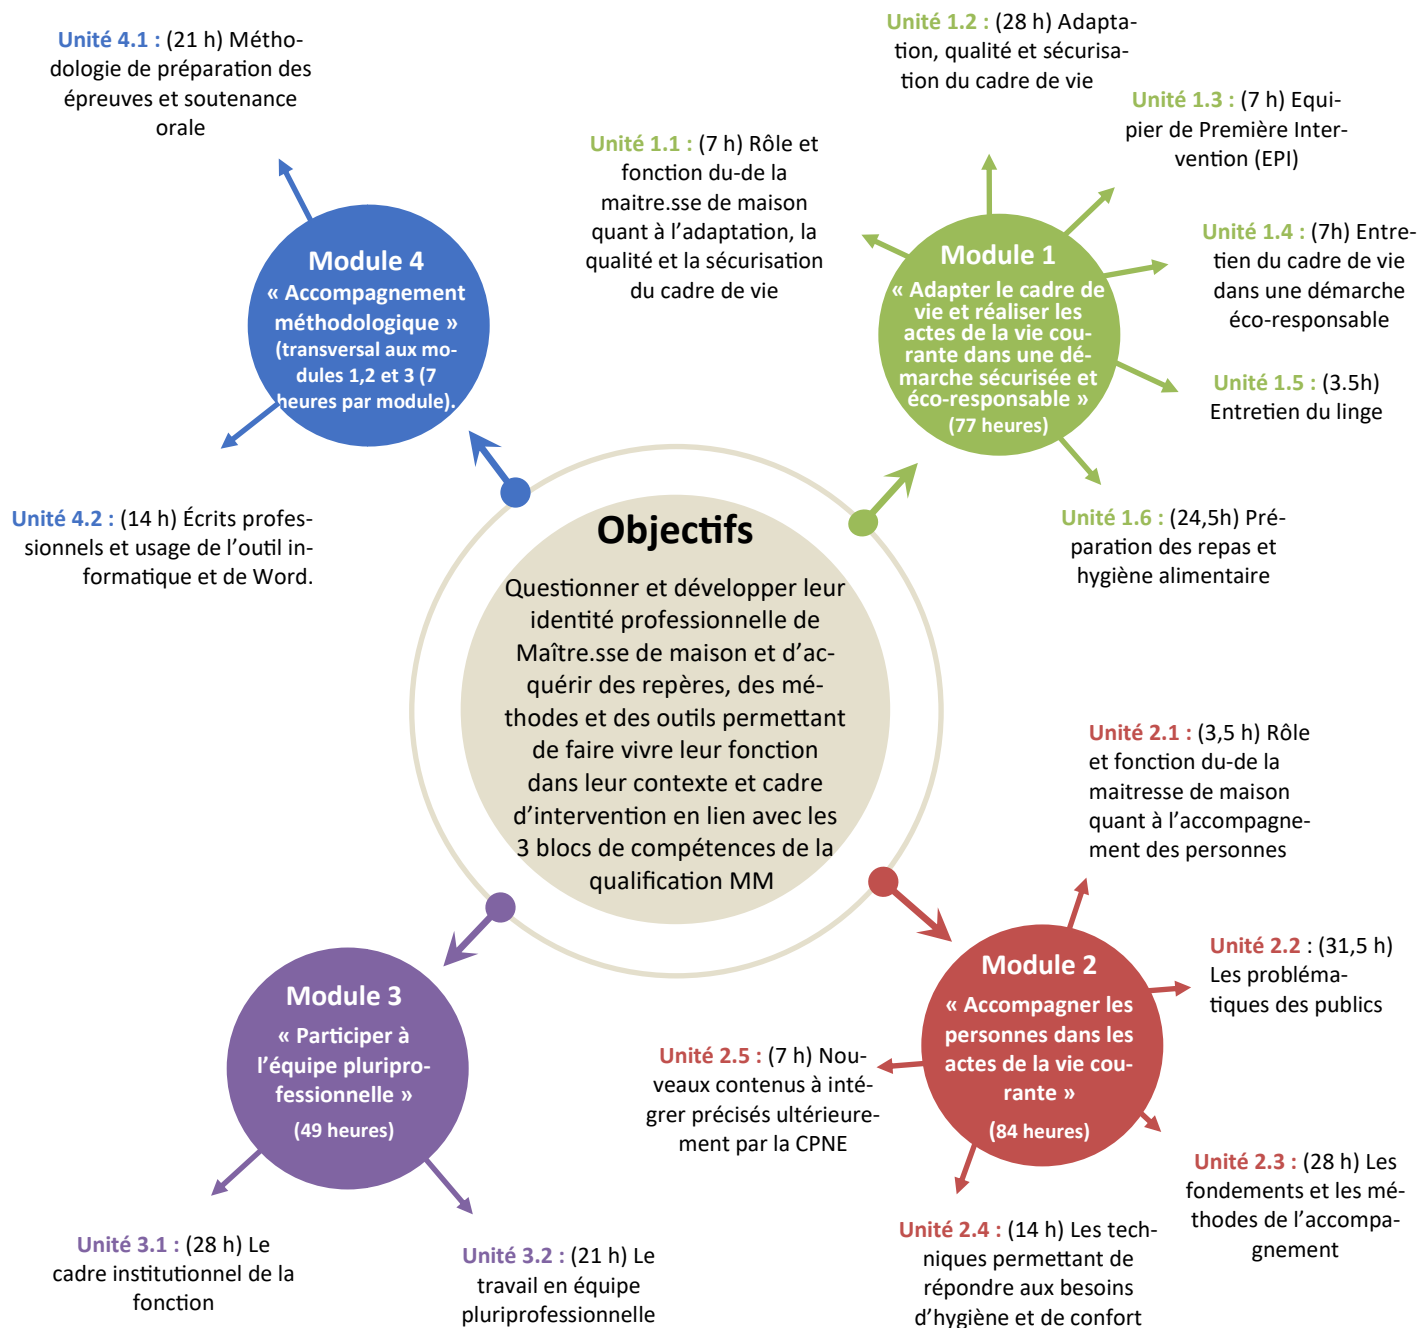 Unité 4.1 : (21 h) Métho-
dologie de préparation des
épreuves et soutenance
orale
Module 4
« Accompagnement
méthodologique »
(transversal aux mo-
dules 1,2 et 3 (7
heures par module).
Unité 4.2 : (14 h) Écrits profes-
sionnels et usage de l'outil in-
formatique et de Word.
Unité 1.1 : (7 h) Rôle et
fonction du-de la
maitre.sse de maison
quant à l'adaptation, la
qualité et la sécurisation
du cadre de vie
Unité 1.2 : (28 h) Adapta-
tion, qualité et sécurisa-
tion du cadre de vie
Unité 1.3 : (7 h) Equi-
pier de Première Inter-
vention (EPI)
Unité 1.4 : (7h) Entre-
tien du cadre de vie
dans une démarche
éco-responsable
Unité 1.5 : (3.5h)
Entretien du linge
Unité 1.6 : (24,5h) Pré-
paration des repas et
hygiène alimentaire
Module 1
« Adapter le cadre de
vie et réaliser les
actes de la vie cou-
rante dans une dé-
marche sécurisée et
éco-responsable »
(77 heures)
Objectifs
Questionner et développer leur
identité professionnelle de
Maître.sse de maison et d'ac-
quérir des repères, des mé-
thodes et des outils permettant
de faire vivre leur fonction
dans leur contexte et cadre
d'intervention en lien avec les
3 blocs de compétences de la
qualification MM
Unité 2.1 : (3,5 h) Rôle
et fonction du-de la
maitresse de maison
quant à l'accompagne-
ment des personnes
Module 2
« Accompagner les
personnes dans les
actes de la vie cou-
rante »
(84 heures)
Unité 2.2 : (31,5 h)
Les probléma-
tiques des publics
Unité 2.3 : (28 h) Les
fondements et les mé-
thodes de l'accompa-
gnement
Unité 2.4 : (14 h) Les tech-
niques permettant de
répondre aux besoins
d'hygiène et de confort
Unité 2.5 : (7 h) Nou-
veaux contenus à inté-
grer précisés ultérieure-
ment par la CPNE
Module 3
« Participer à
l'équipe pluripro-
fessionnelle »
(49 heures)
Unité 3.1 : (28 h) Le
cadre institutionnel de la
fonction
Unité 3.2 : (21 h) Le
travail en équipe
pluriprofessionnelle